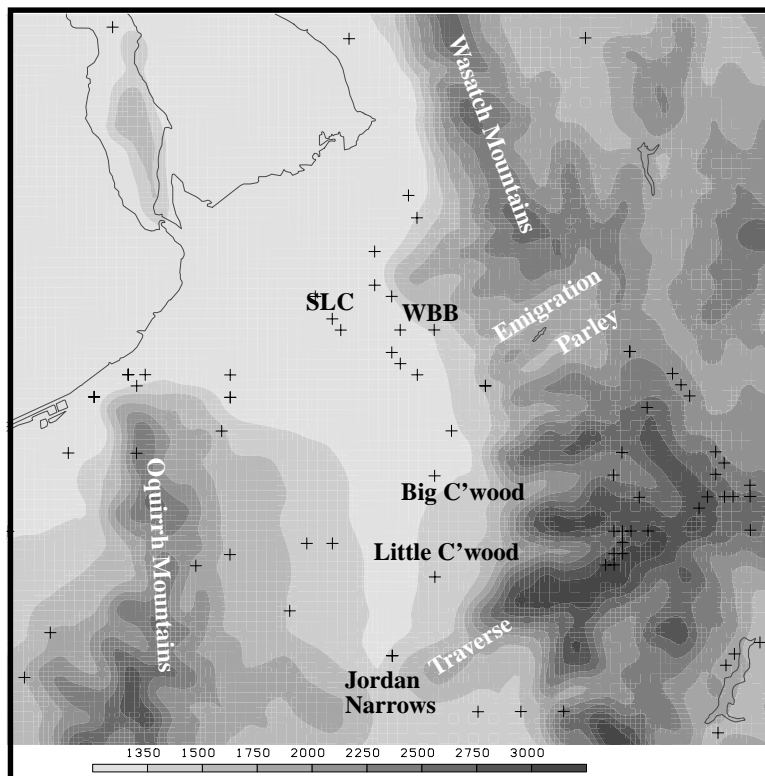 Wasatch Mountains
SLC
WBB
Emigration
Parley
Big C'wood
Little C'wood
Oquirrh Mountains
Traverse
Jordan
Narrows
1350 1500 1750 2000 2250 2500 2750 3000